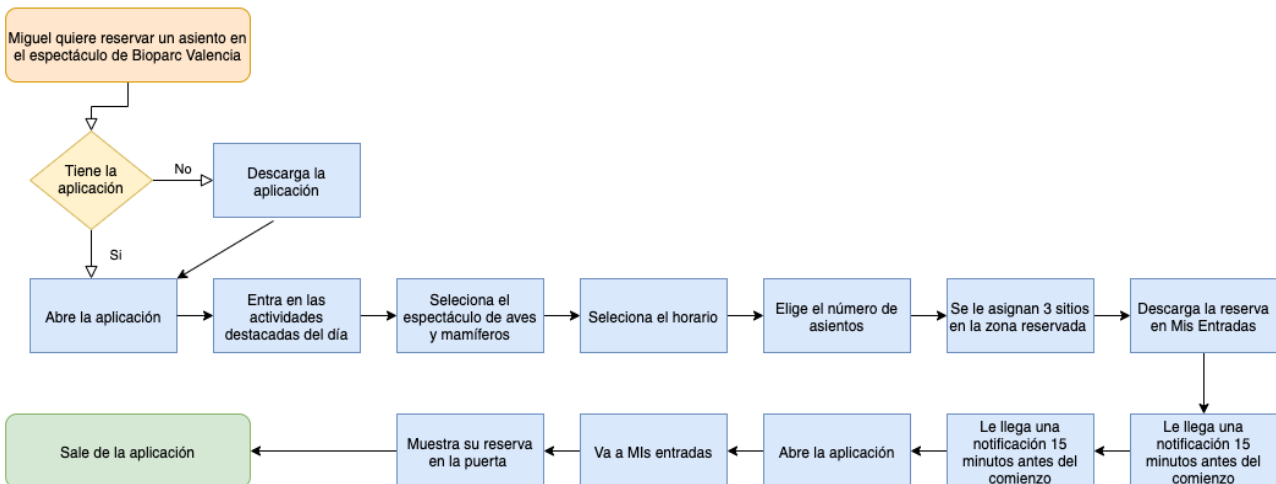 Miguel quiere reservar un asiento en
el espectáculo de Bioparc Valencia
Tiene la
aplicación
No
Descarga la
aplicación
Si
Abre la aplicación
Entra en las
actividades
destacadas del día
Selecciona el
espectáculo de aves
y mamíferos
Selecciona el horario
Elige el número de
asientos
Se le asignan 3 sitios
en la zona reservada
Descarga la reserva
en Mis Entradas
Le llega una
notificación 15
minutos antes del
comienzo
Le llega una
notificación 15
minutos antes del
comienzo
Abre la aplicación
Va a MIs entradas
Muestra su reserva
en la puerta
Sale de la aplicación